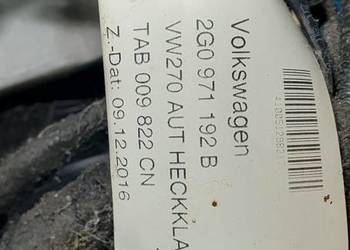 Volkswagen
2G0 971 192 B
VW270 AUT HECKKLA
TAB 009 822 CN
Z.-Dat: 09.12.2016